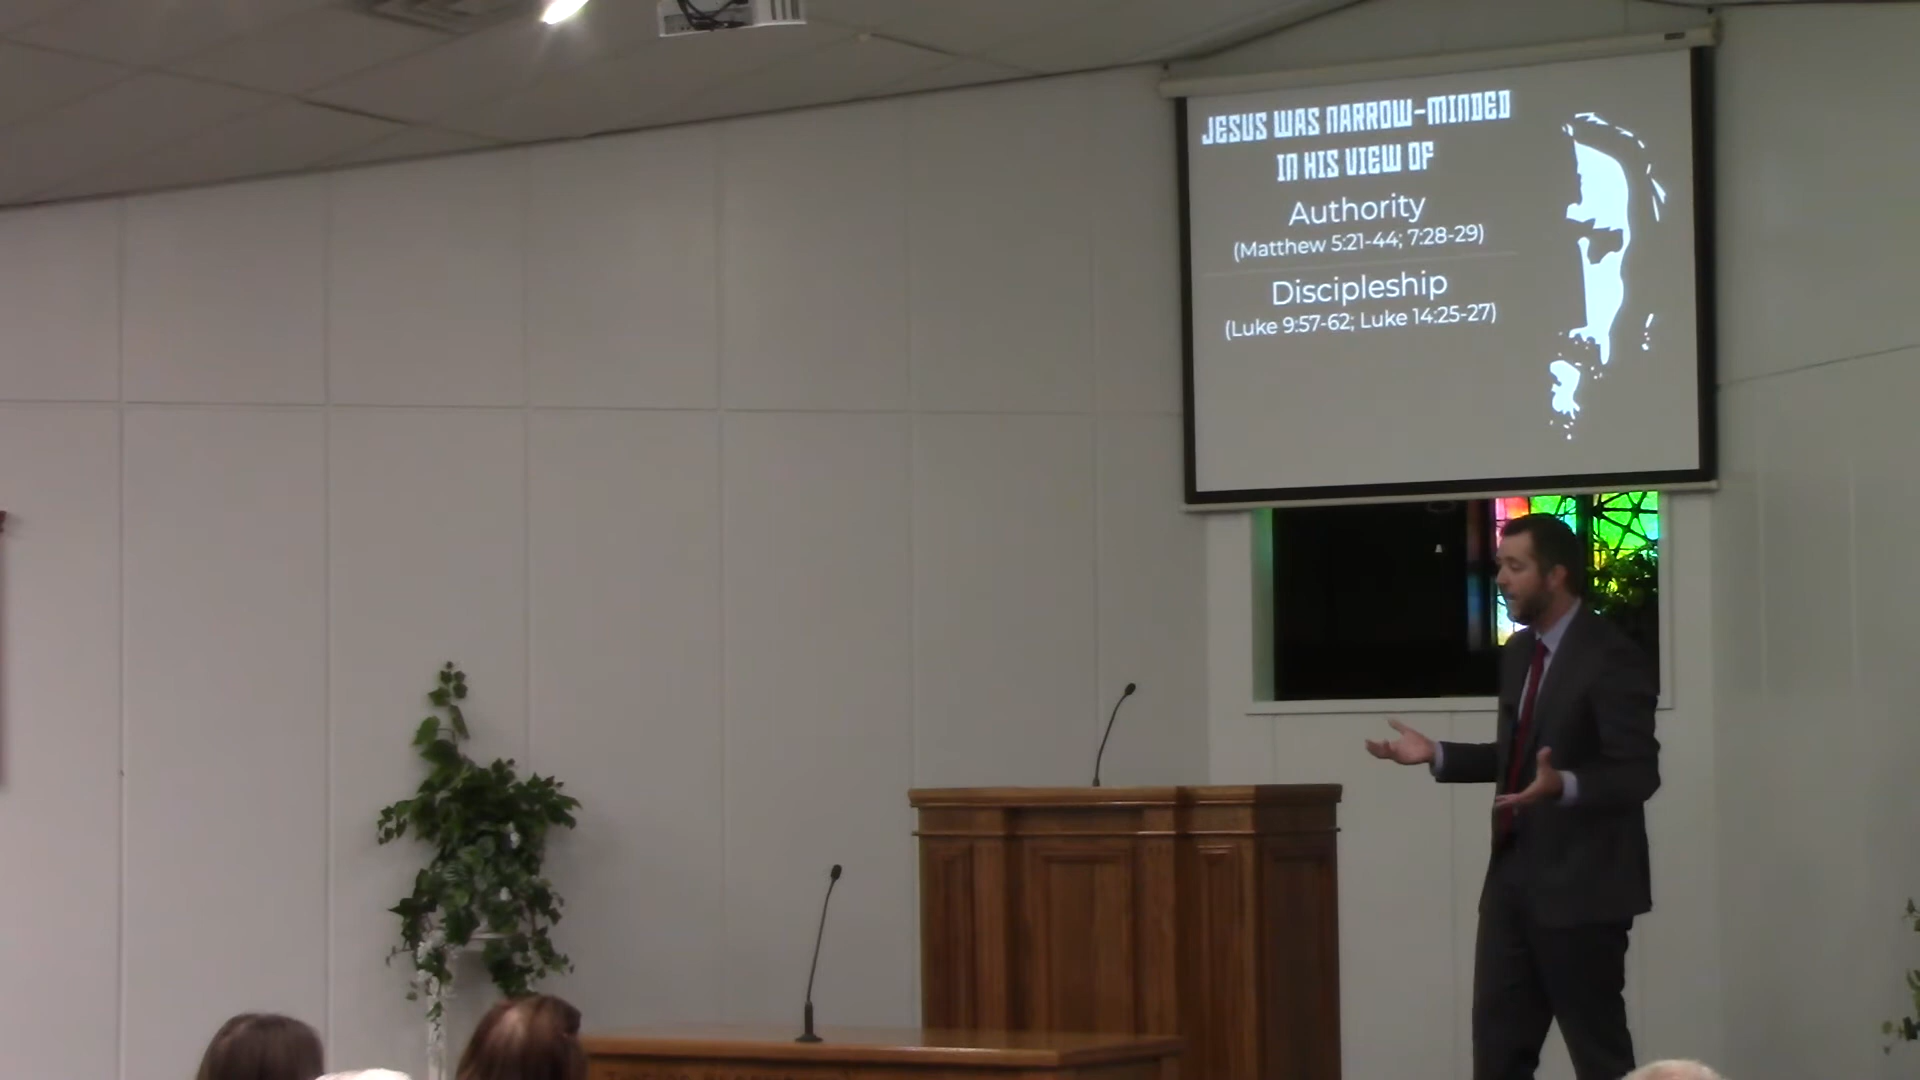 JESUS WAS NARROW-MINDED
IN HIS VIEW OF
Authority
(Matthew 5:21-44; 7:28-29)
Discipleship
(Luke 9:57-62; Luke 14:25-27)